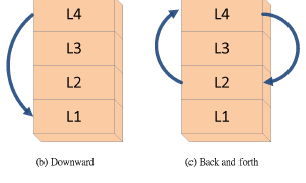 L4 L4
L3 L3
L2 L2
L1 L1
(b) Downward (c) Back and forth